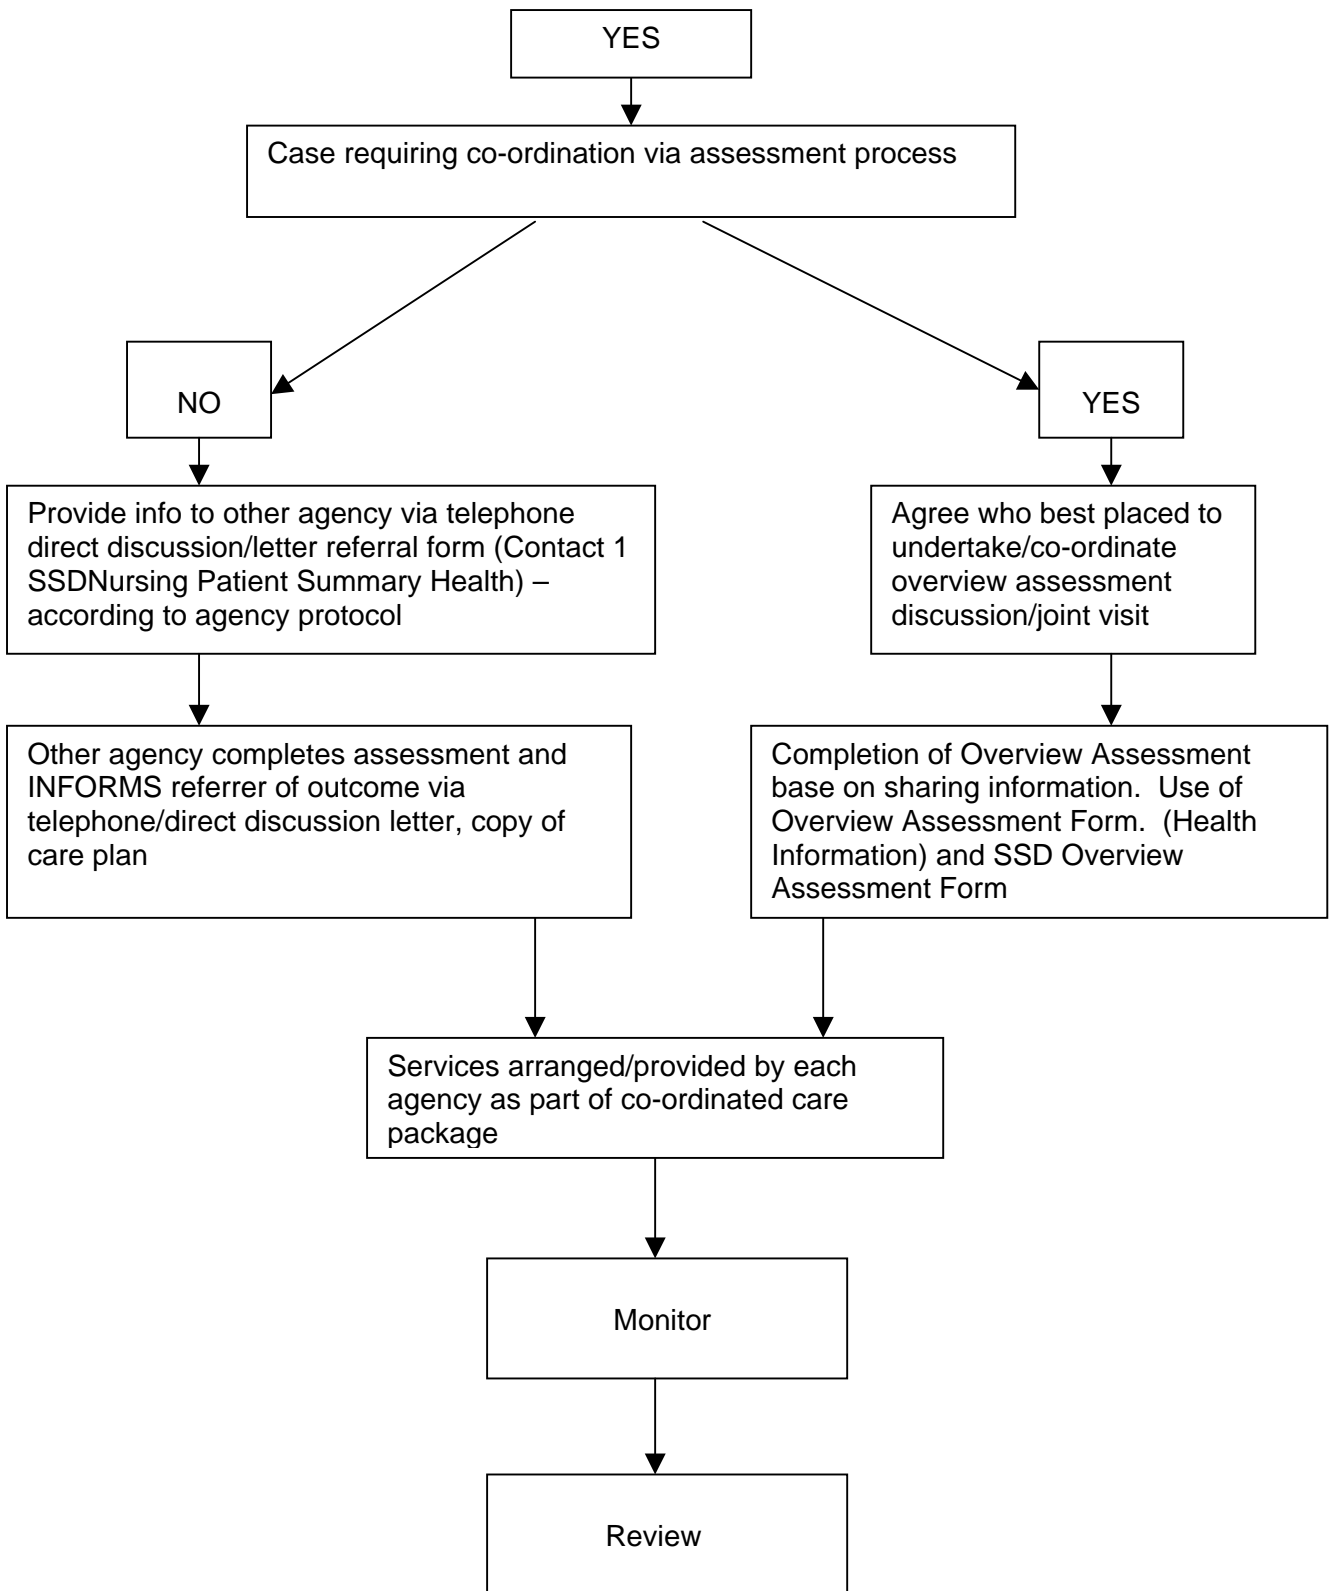 YES
Case requiring co-ordination via assessment process
NO
YES
Provide info to other agency via telephone
direct discussion/letter referral form (Contact 1
SSDNursing Patient Summary Health) –
according to agency protocol
Agree who best placed to
undertake/co-ordinate
overview assessment
discussion/joint visit
Other agency completes assessment and
INFORMS referrer of outcome via
telephone/direct discussion letter, copy of
care plan
Completion of Overview Assessment
base on sharing information.  Use of
Overview Assessment Form.  (Health
Information) and SSD Overview
Assessment Form
Services arranged/provided by each
agency as part of co-ordinated care
package
Monitor
Review